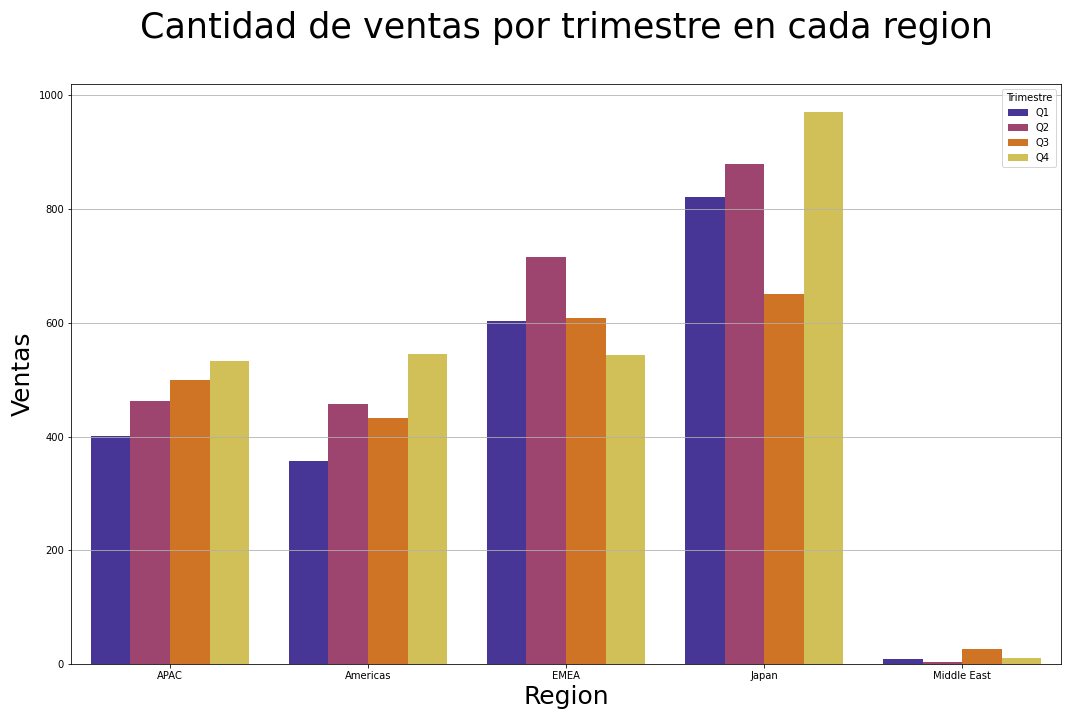 Cantidad de ventas por trimestre en cada region
1000
800
600
400
200
0
Ventas
Trimestre
Q1
Q2
Q3
Q4
APAC
Americas
EMEA
Japan
Middle East
Region